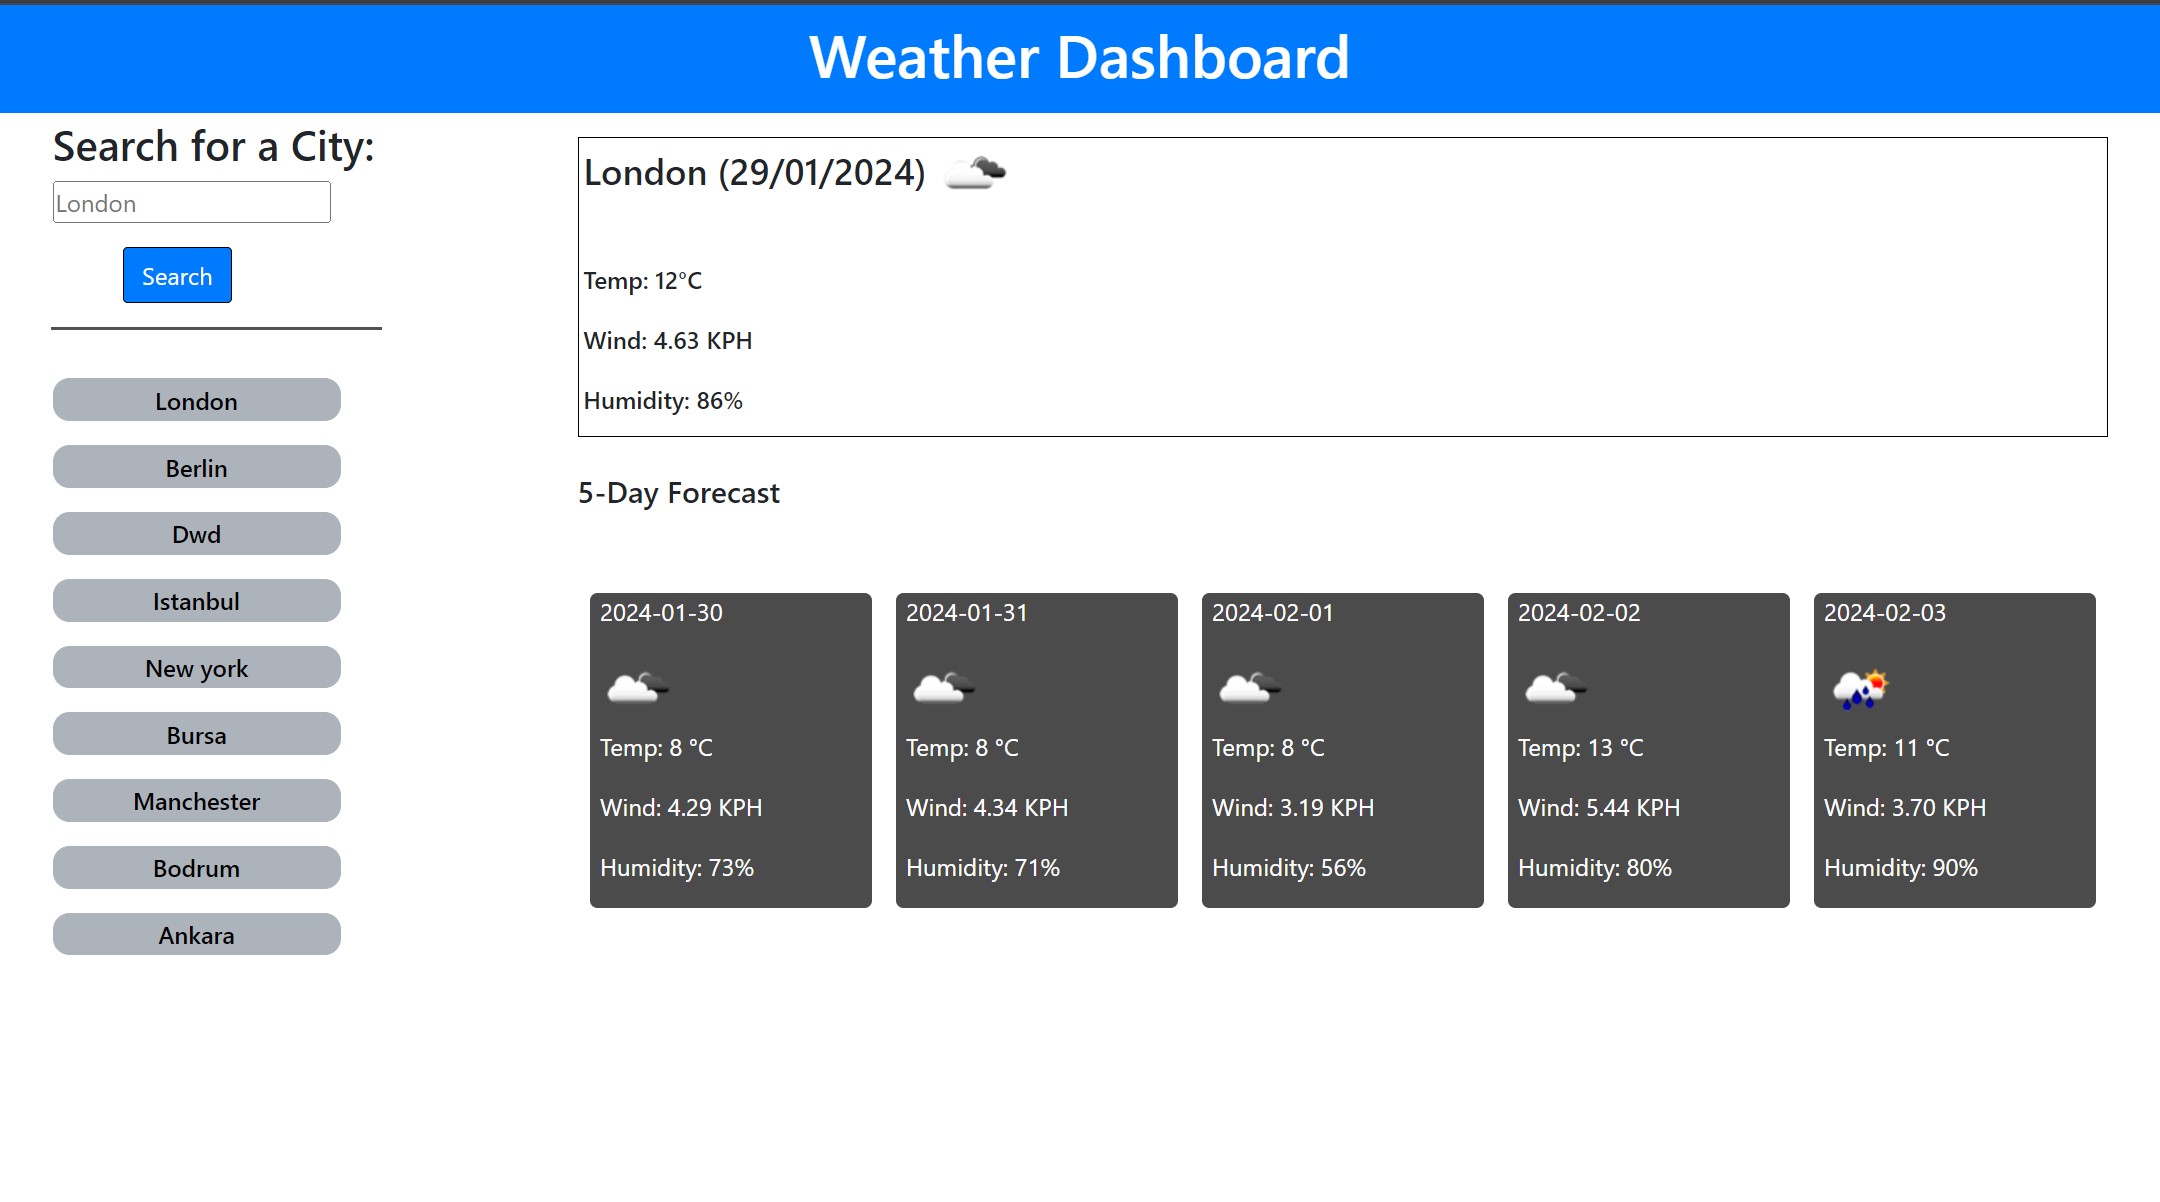 Weather Dashboard
Search for a City:
London
Search
London
Berlin
Dwd
Istanbul
New york
Bursa
Manchester
Bodrum
Ankara
London (29/01/2024)
Temp: 12°C
Wind: 4.63 KPH
Humidity: 86%
5-Day Forecast
2024-01-30
Temp: 8 °C
Wind: 4.29 KPH
Humidity: 73%
2024-01-31
Temp: 8 °C
Wind: 4.34 KPH
Humidity: 71%
2024-02-01
Temp: 8 °C
Wind: 3.19 KPH
Humidity: 56%
2024-02-02
Temp: 13 °C
Wind: 5.44 KPH
Humidity: 80%
2024-02-03
Temp: 11 °C
Wind: 3.70 KPH
Humidity: 90%